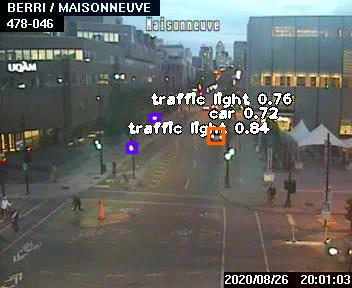 BERRI / MAISONNEUVE
478-046
Maisonneuve
UQAM
traffic light 0.76
car 0.72
traffic light 0.84
2020/08/26 20:01:03